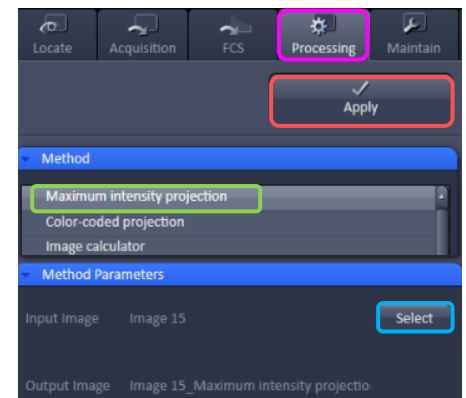 Locate Acquisition FCS Processing Maintain
Apply
Method
Maximum intensity projection
Color-coded projection
Image calculator
Method Parameters
Input Image Image 15 Select
Output Image Image 15_Maximum intensity projectio